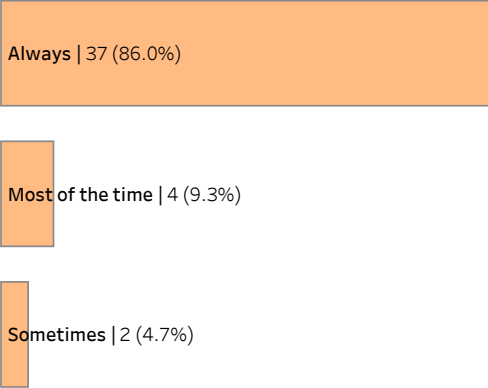 Always | 37 (86.0%)
Most of the time | 4 (9.3%)
Sometimes | 2 (4.7%)